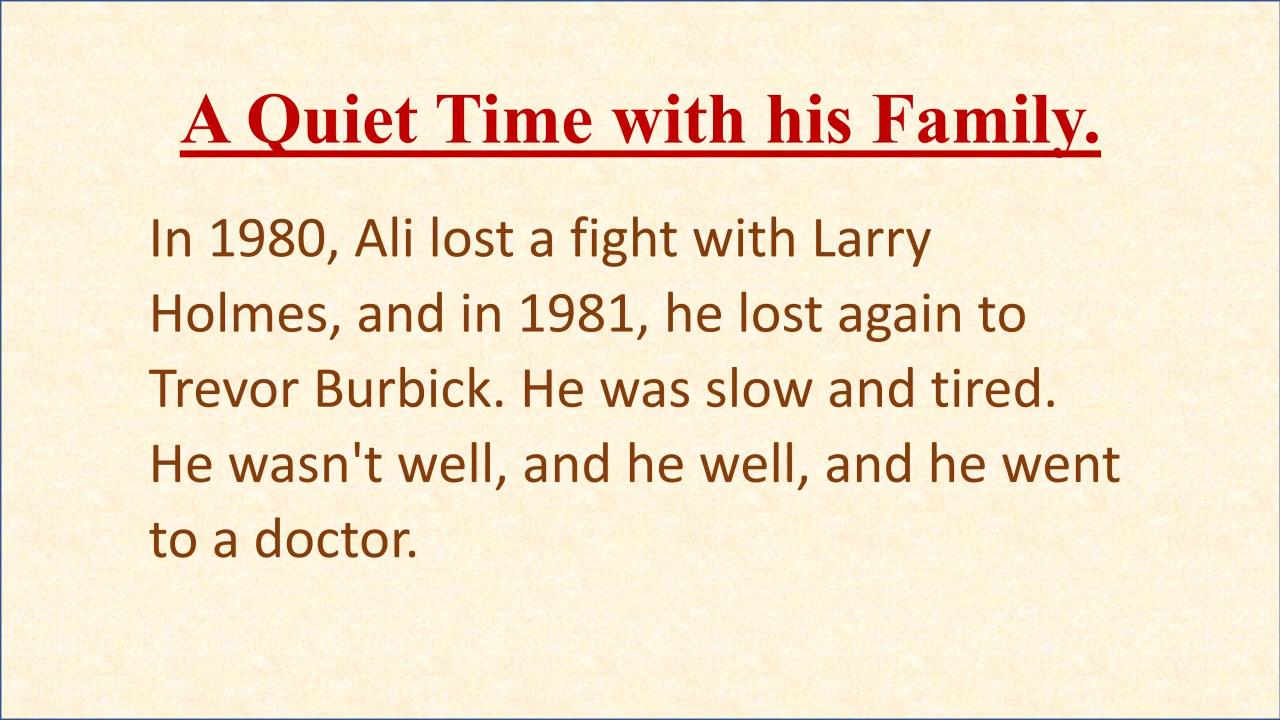 A Quiet Time with his Family.
In 1980, Ali lost a fight with Larry
Holmes, and in 1981, he lost again to
Trevor Burbick. He was slow and tired.
He wasn't well, and he well, and he went
to a doctor.